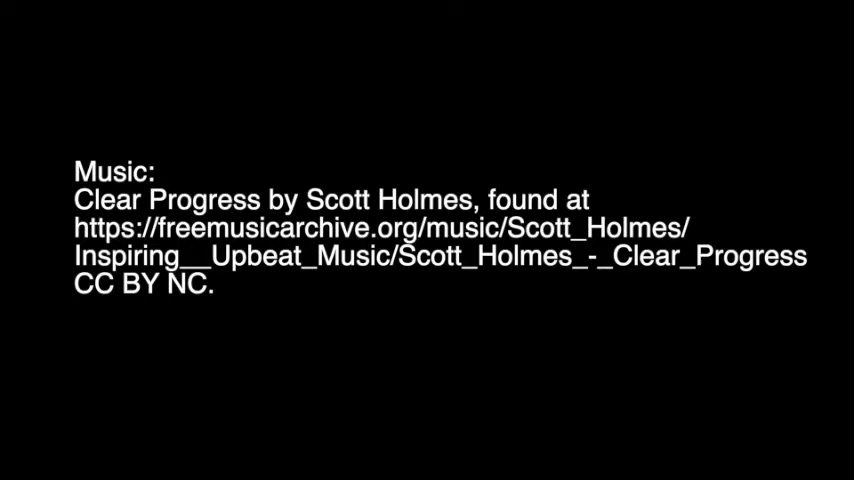 Music:
Clear Progress by Scott Holmes, found at
https://freemusicarchive.org/music/Scott_Holmes/
Inspiring__Upbeat_Music/Scott_Holmes_-_Clear_Progress
CC BY NC.